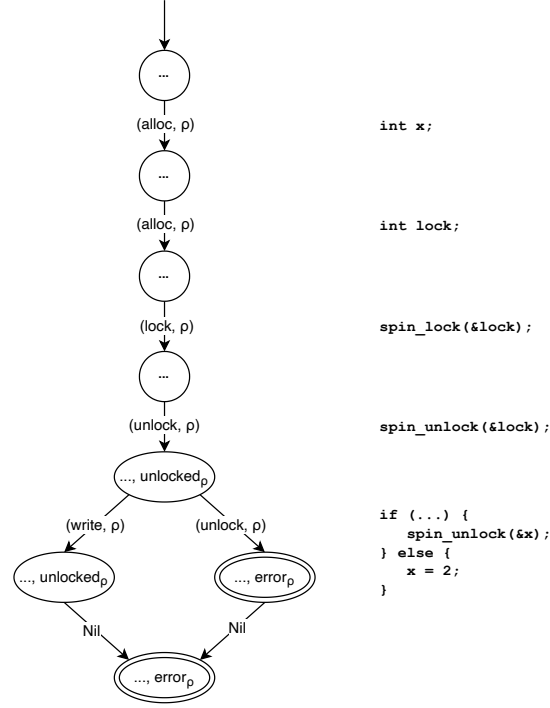 ...
(alloc, ρ)
int x;
...
(alloc, ρ)
int lock;
...
(lock, ρ)
spin_lock(&lock);
...
(unlock, ρ)
spin_unlock(&lock);
..., unlockedρ
(write, ρ)
(unlock, ρ)
if (...) {
spin_unlock(&x);
} else {
x = 2;
}
..., unlockedρ
..., errorρ
Nil
Nil
..., errorρ